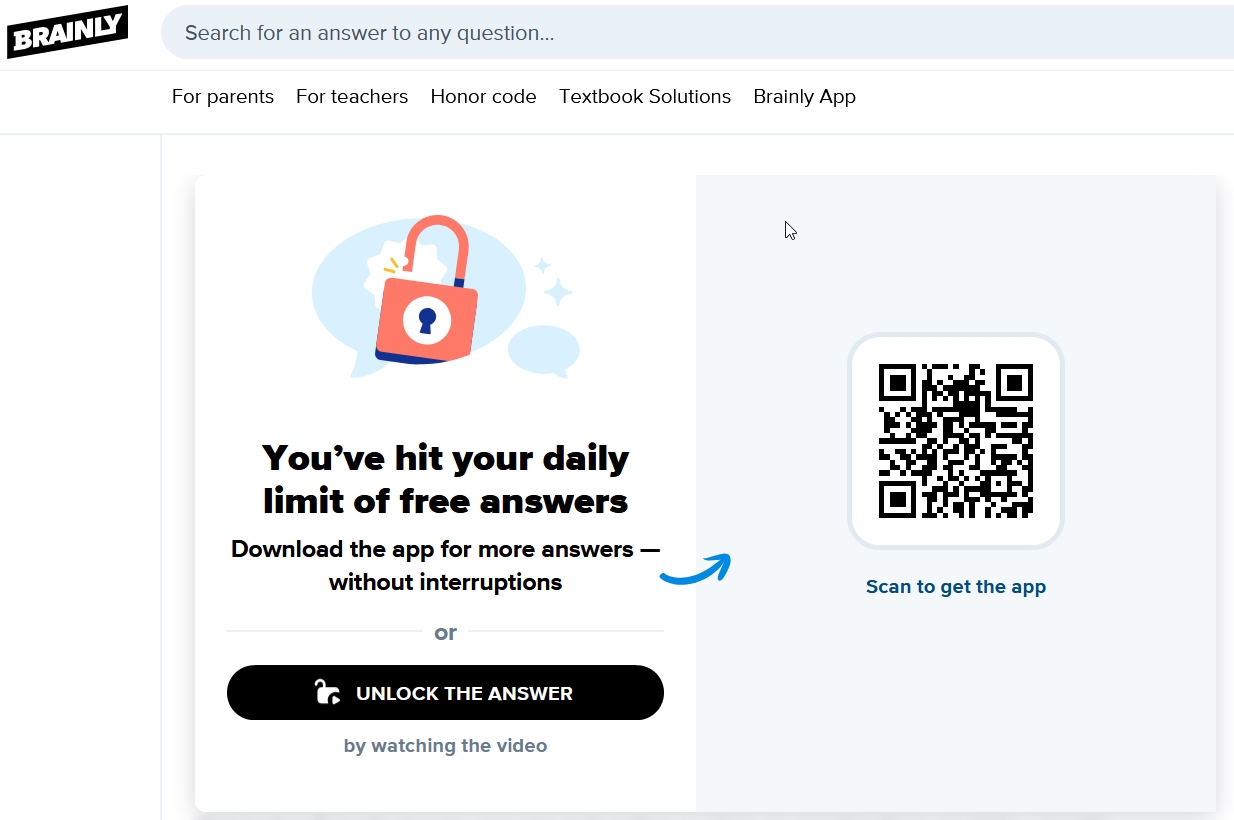 BRAINLY
Search for an answer to any question...
For parents For teachers Honor code Textbook Solutions Brainly App
You've hit your daily
limit of free answers
Download the app for more answers —
without interruptions
or
UNLOCK THE ANSWER
by watching the video
Scan to get the app